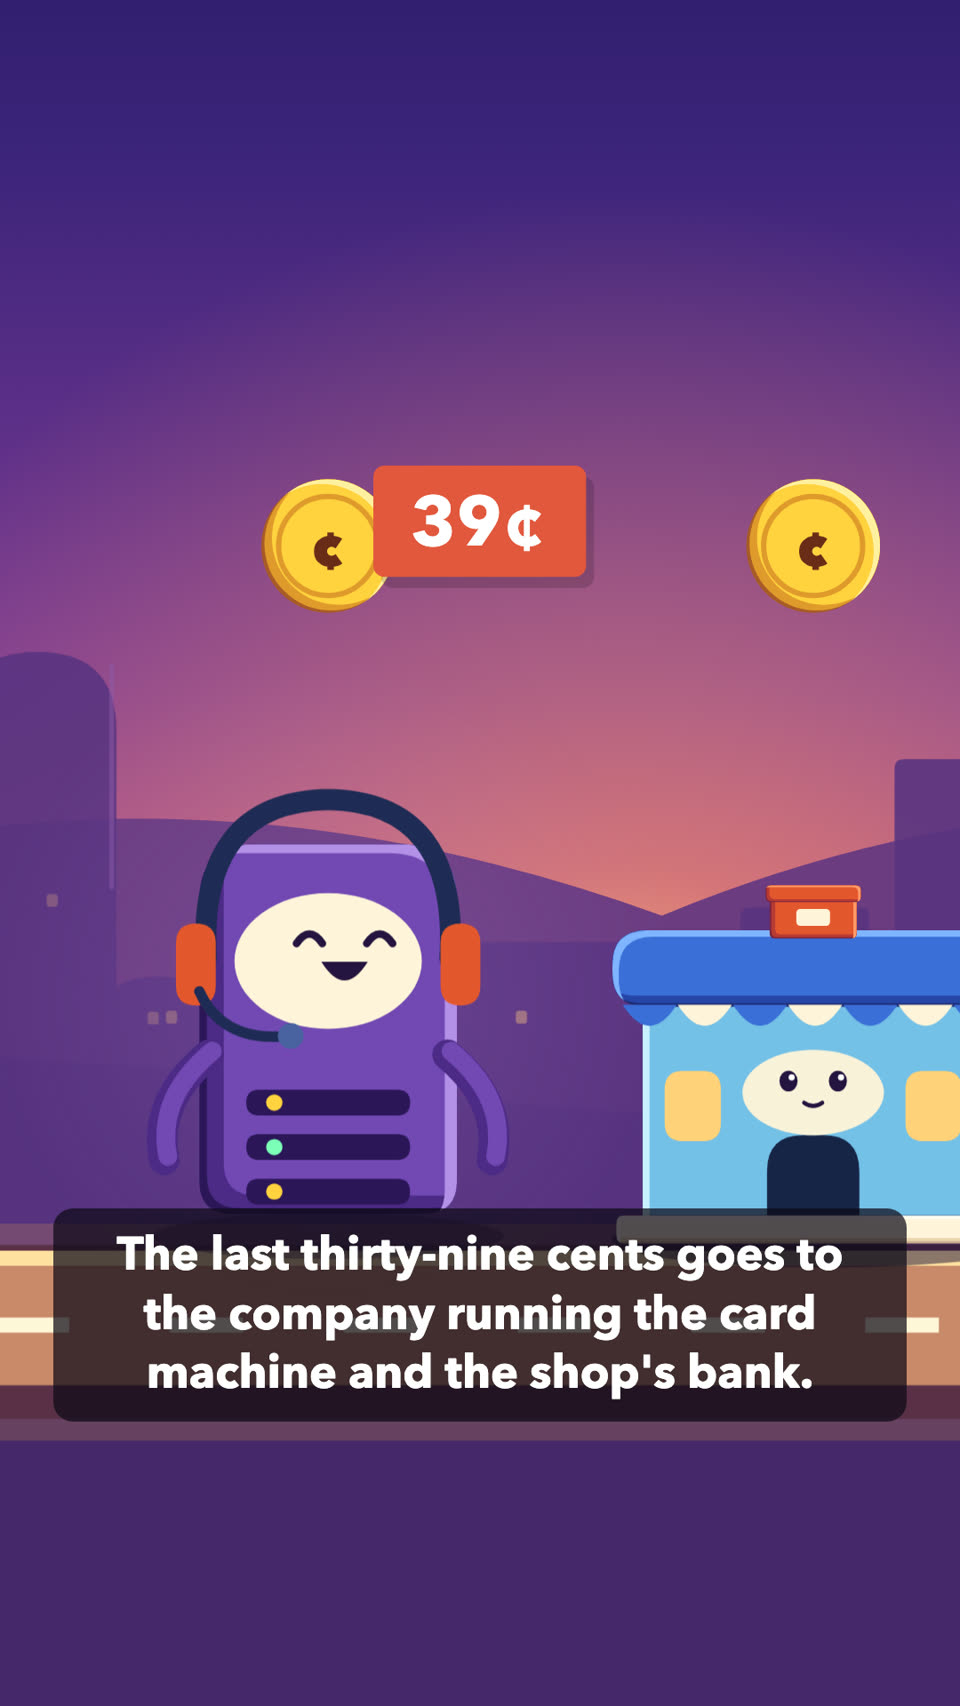 ¢
39¢
¢
The last thirty-nine cents goes to
the company running the card
machine and the shop's bank.